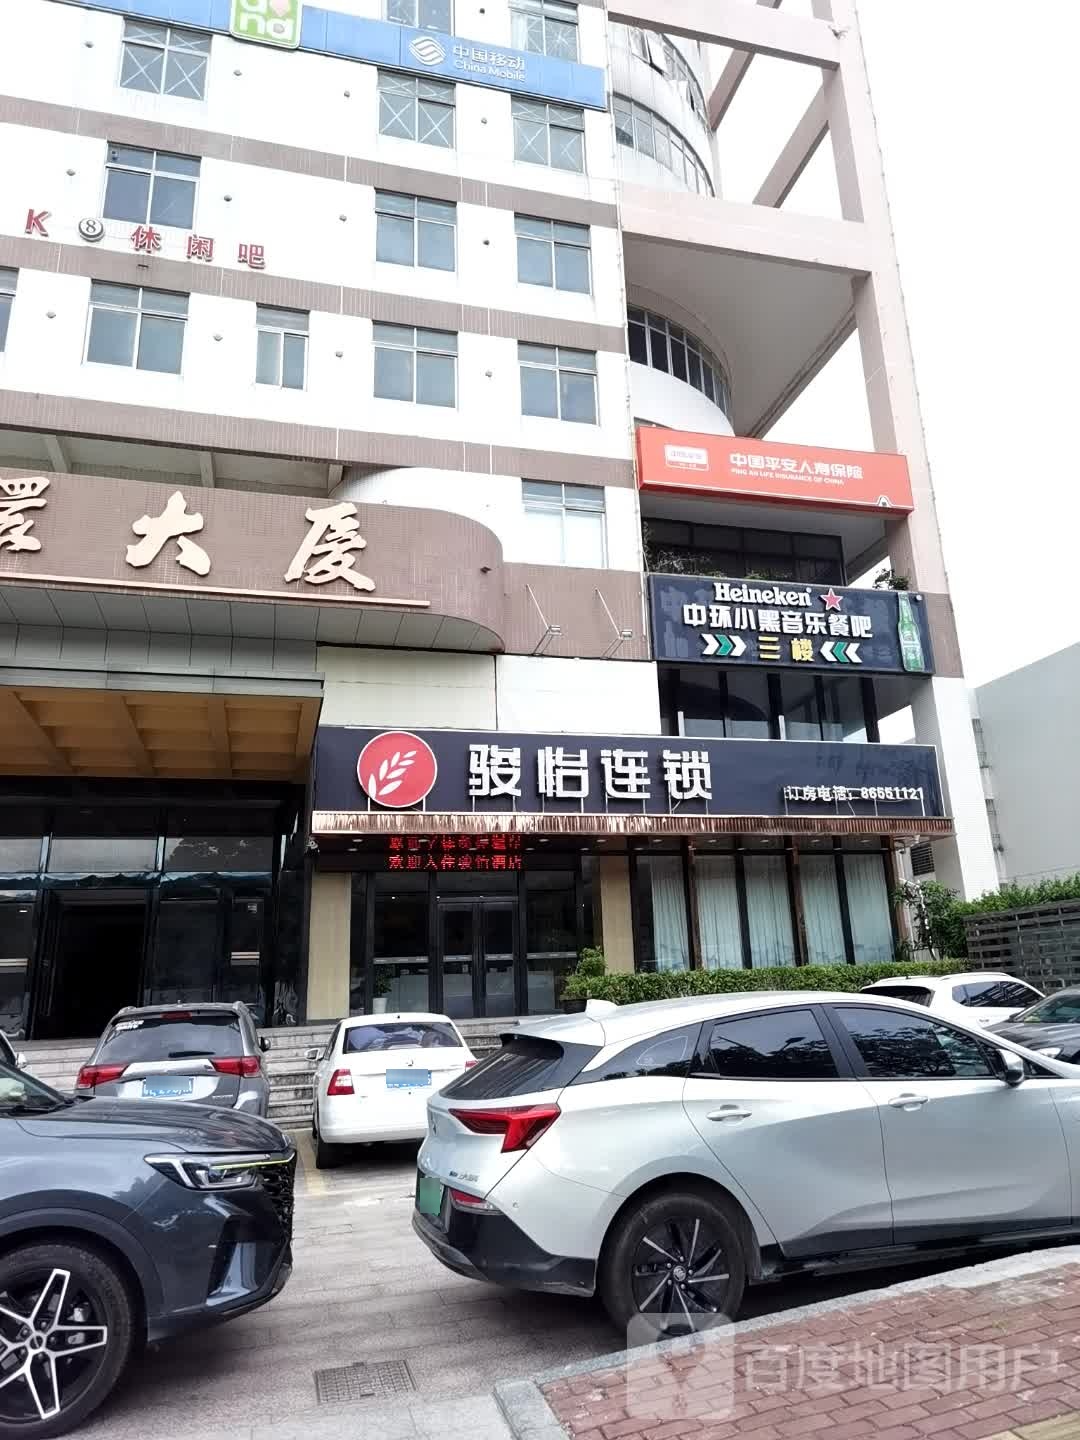 dnd
中国移动
China Mobile
K 8 休闲吧
中国平安人寿保险
PING AN LIFE INSURANCE OF CHINA
大厦
Heineken
中环小黑音乐餐吧
三楼
骏怡连锁
订房电话：86551121
欢迎入住骏怡酒店
百度地图用户